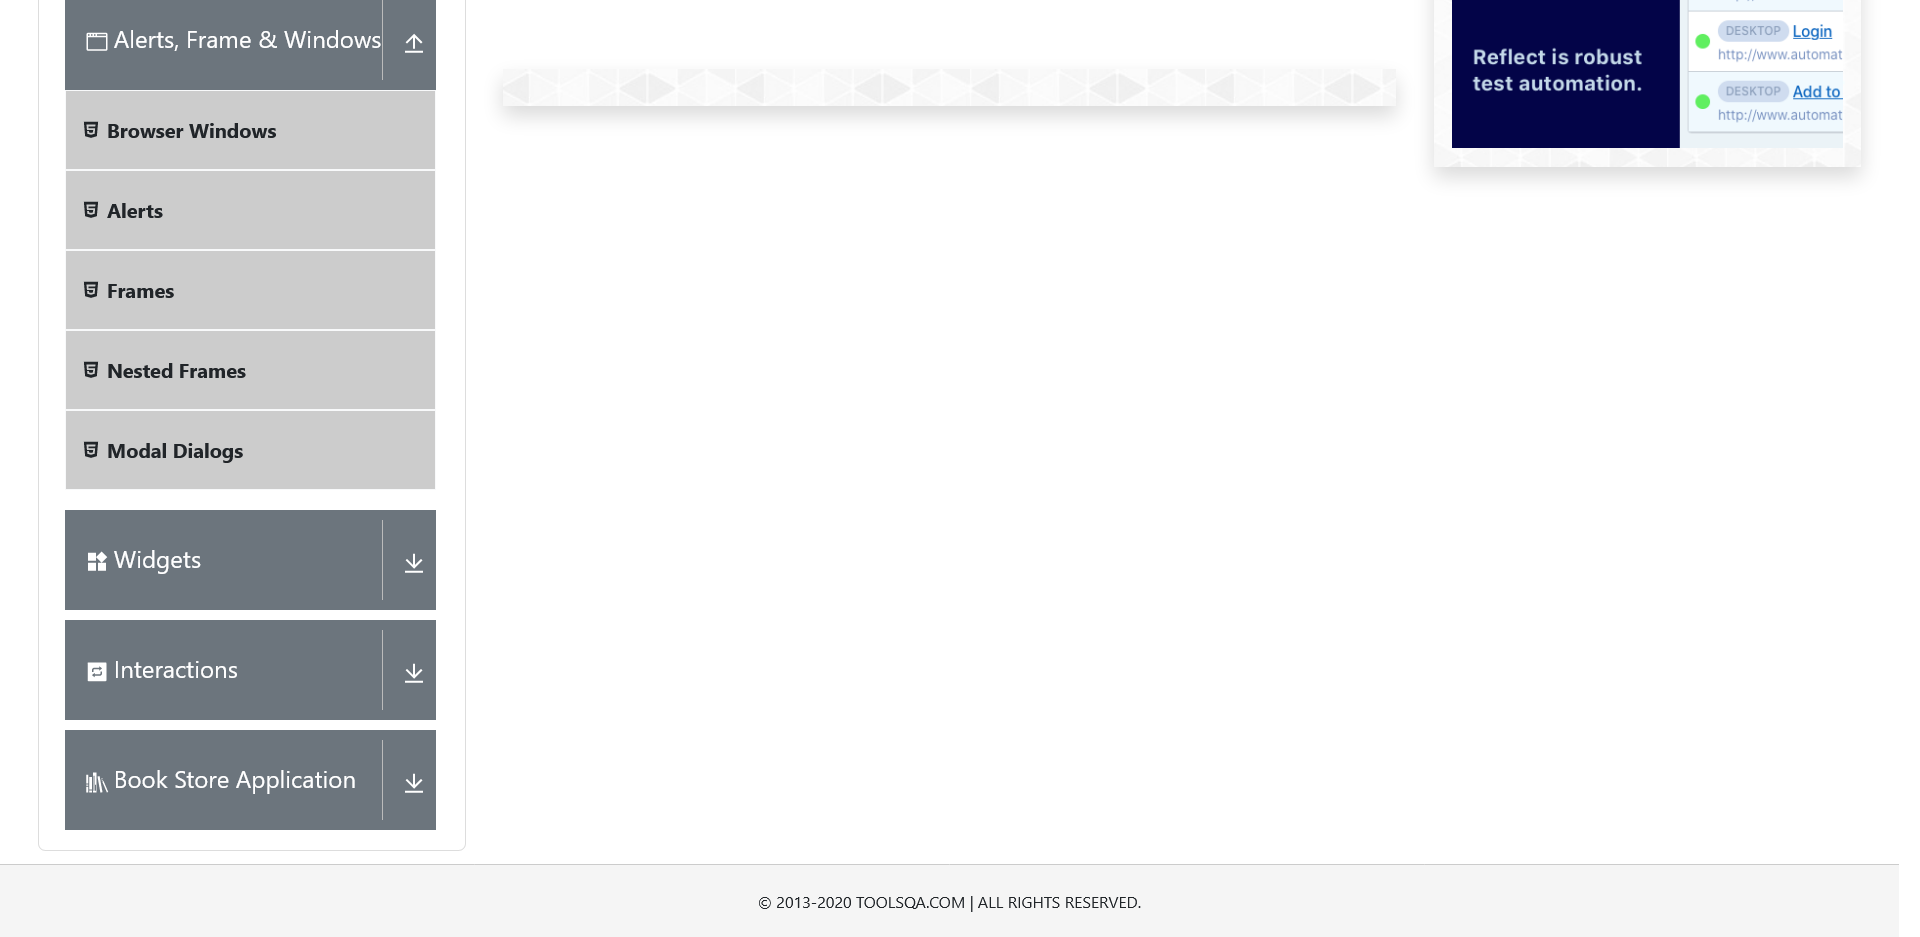 Alerts, Frame & Windows
Browser Windows
Alerts
Frames
Nested Frames
Modal Dialogs
Widgets
Interactions
Book Store Application
Reflect is robust
test automation.
DESKTOP Login
http://www.automat
DESKTOP Add to
http://www.automat
© 2013-2020 TOOLSQA.COM | ALL RIGHTS RESERVED.